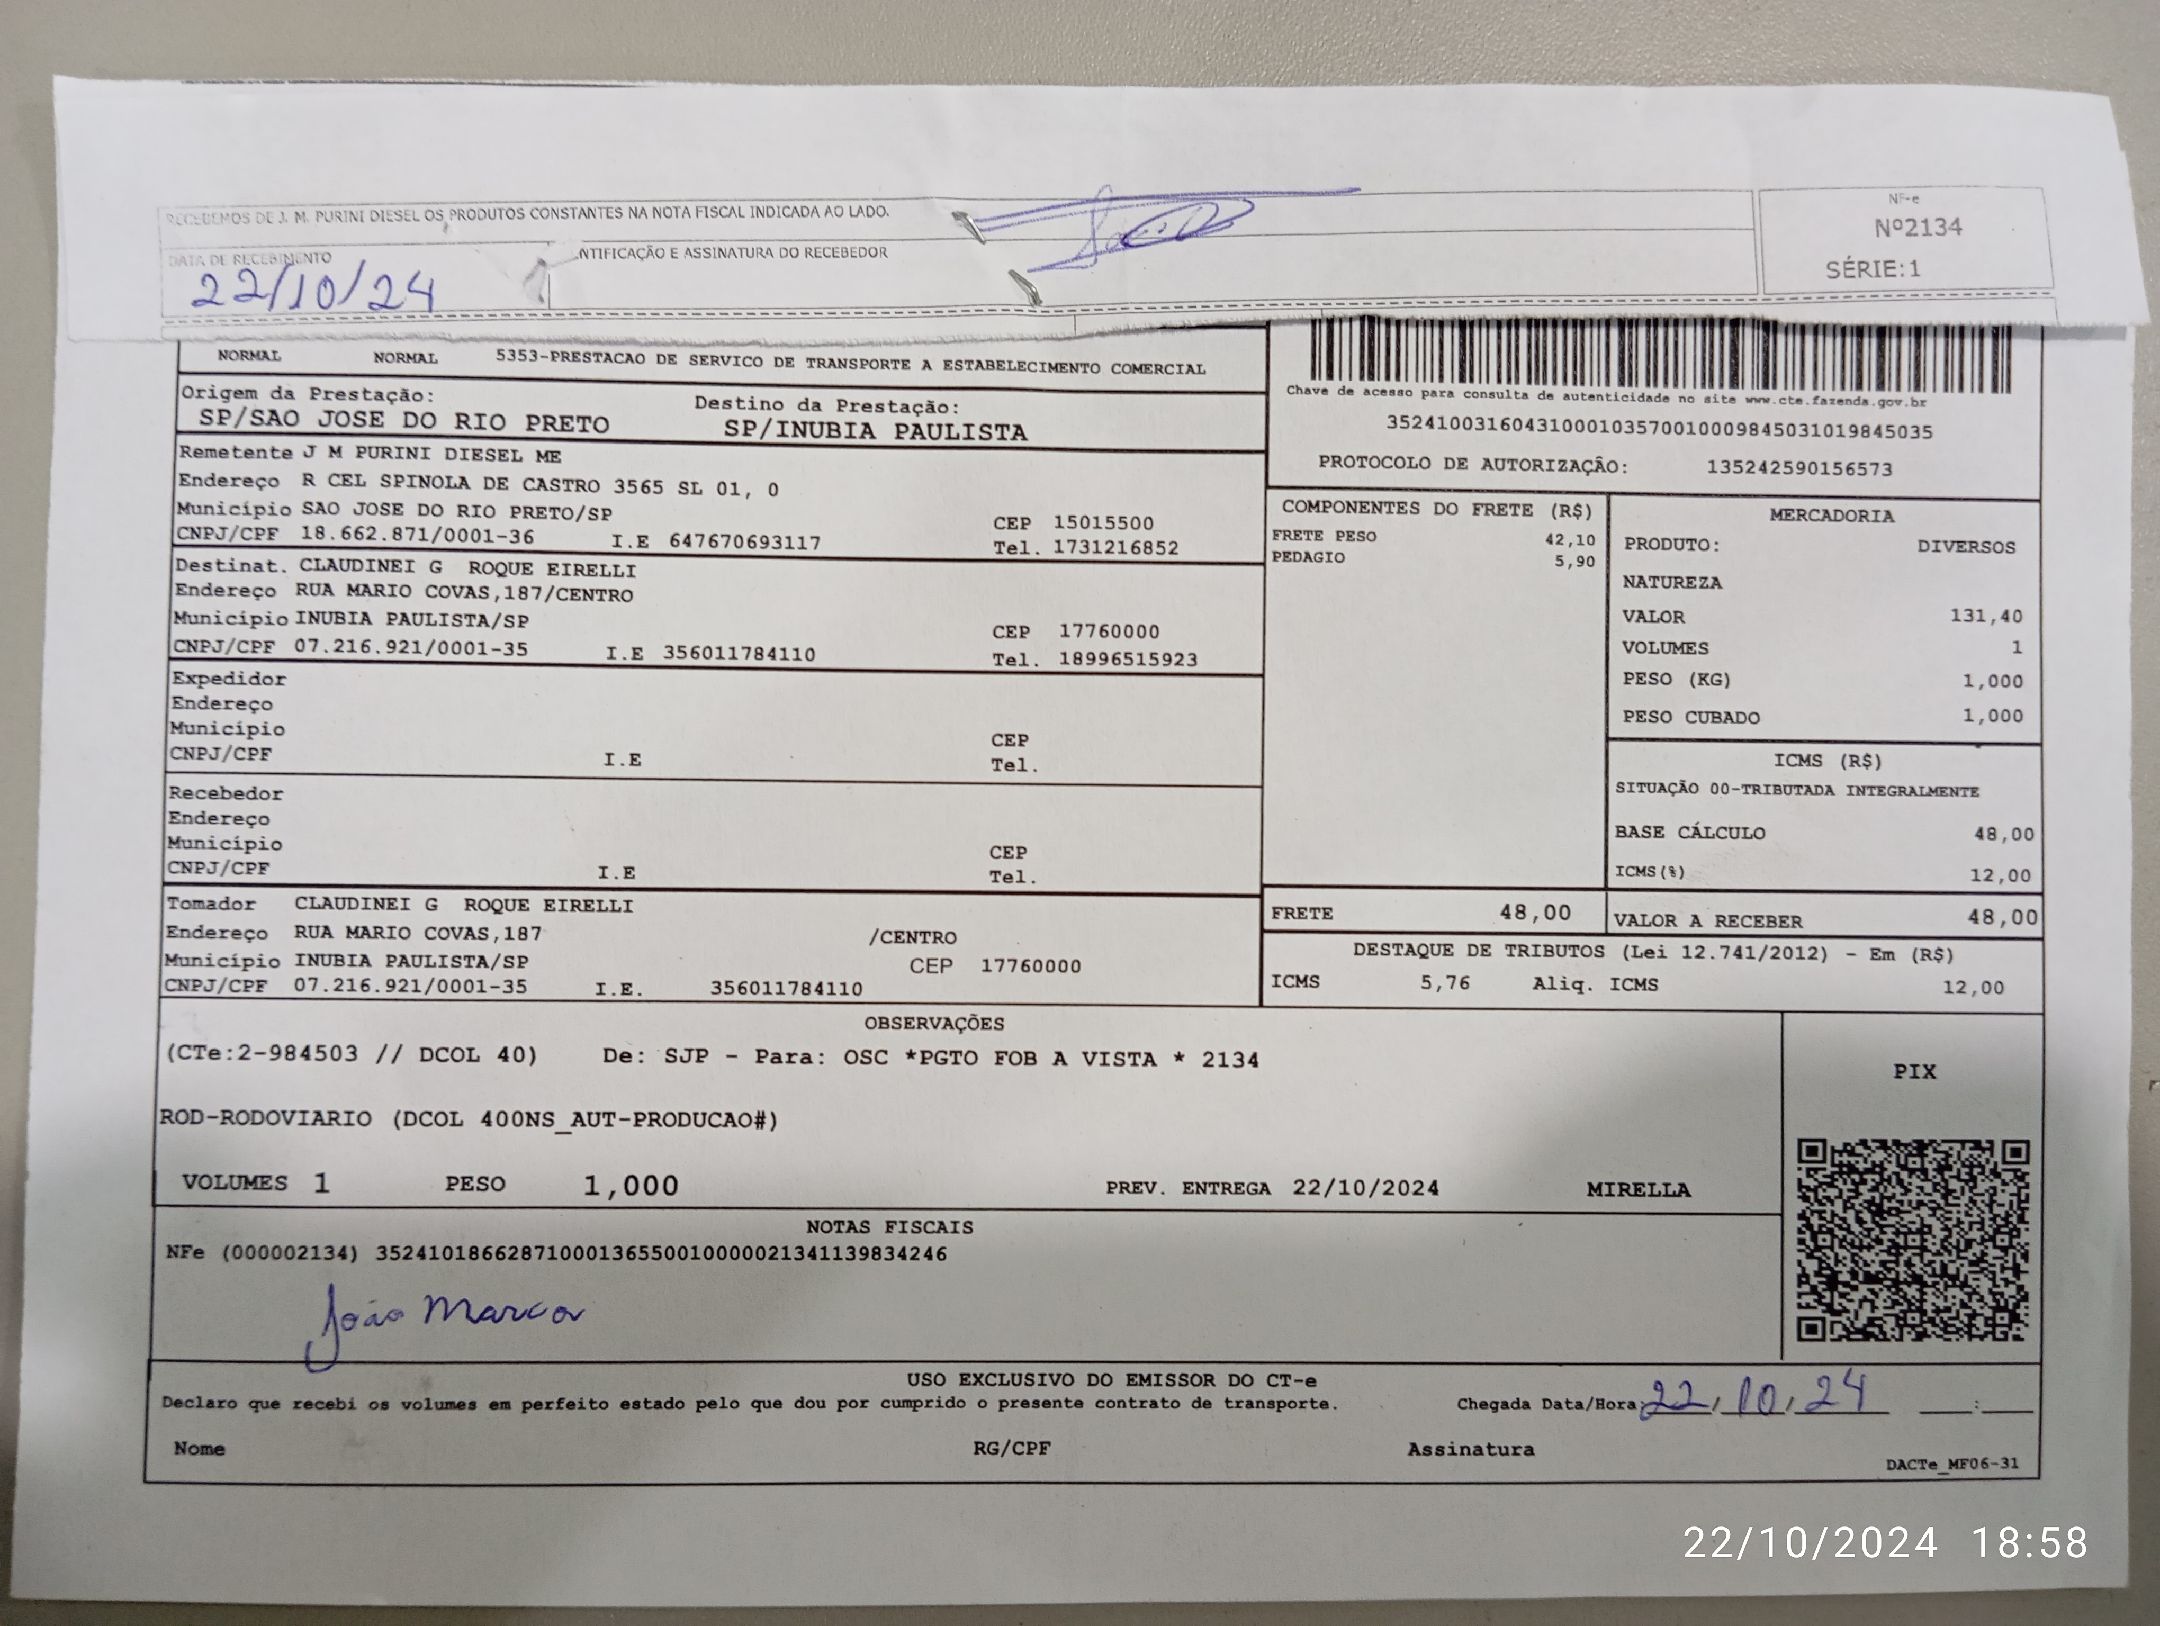 RECEBEMOS DE J. M. PURINI DIESEL OS PRODUTOS CONSTANTES NA NOTA FISCAL INDICADA AO LADO.
NF-e
Nº2134
SÉRIE:1
DATA DE RECEBIMENTO
NTIFICAÇÃO E ASSINATURA DO RECEBEDOR
22/10/24
NORMAL NORMAL 5353-PRESTACAO DE SERVICO DE TRANSPORTE A ESTABELECIMENTO COMERCIAL
Origem da Prestação: Destino da Prestação:
SP/SAO JOSE DO RIO PRETO SP/INUBIA PAULISTA
Chave de acesso para consulta de autenticidade no site www.cte.fazenda.gov.br
35241003160431000103570010009845031019845035
PROTOCOLO DE AUTORIZAÇÃO: 135242590156573
Remetente J M PURINI DIESEL ME
Endereço R CEL SPINOLA DE CASTRO 3565 SL 01, 0
Município SAO JOSE DO RIO PRETO/SP CEP 15015500
CNPJ/CPF 18.662.871/0001-36 I.E 647670693117 Tel. 1731216852
Destinat. CLAUDINEI G ROQUE EIRELLI
Endereço RUA MARIO COVAS,187/CENTRO
Município INUBIA PAULISTA/SP CEP 17760000
CNPJ/CPF 07.216.921/0001-35 I.E 356011784110 Tel. 18996515923
Expedidor
Endereço
Município CEP
CNPJ/CPF I.E Tel.
Recebedor
Endereço
Município CEP
CNPJ/CPF I.E Tel.
Tomador CLAUDINEI G ROQUE EIRELLI
Endereço RUA MARIO COVAS,187 /CENTRO
Município INUBIA PAULISTA/SP CEP 17760000
CNPJ/CPF 07.216.921/0001-35 I.E. 356011784110
COMPONENTES DO FRETE (R$)
FRETE PESO 42,10
PEDAGIO 5,90
MERCADORIA
PRODUTO: DIVERSOS
NATUREZA
VALOR 131,40
VOLUMES 1
PESO (KG) 1,000
PESO CUBADO 1,000
ICMS (R$)
SITUAÇÃO 00-TRIBUTADA INTEGRALMENTE
BASE CÁLCULO 48,00
ICMS(%) 12,00
FRETE 48,00 VALOR A RECEBER 48,00
DESTAQUE DE TRIBUTOS (Lei 12.741/2012) - Em (R$)
ICMS 5,76 Aliq. ICMS 12,00
OBSERVAÇÕES
(CTe:2-984503 // DCOL 40) De: SJP - Para: OSC *PGTO FOB A VISTA * 2134
ROD-RODOVIARIO (DCOL 400NS_AUT-PRODUCAO#)
VOLUMES 1 PESO 1,000 PREV. ENTREGA 22/10/2024 MIRELLA
PIX
NOTAS FISCAIS
NFe (000002134) 35241018662871000136550010000021341139834246
João Marcos
USO EXCLUSIVO DO EMISSOR DO CT-e
Declaro que recebi os volumes em perfeito estado pelo que dou por cumprido o presente contrato de transporte. Chegada Data/Hora: 22/10/24 __:__
Nome RG/CPF Assinatura
DACTe_MF06-31
22/10/2024 18:58